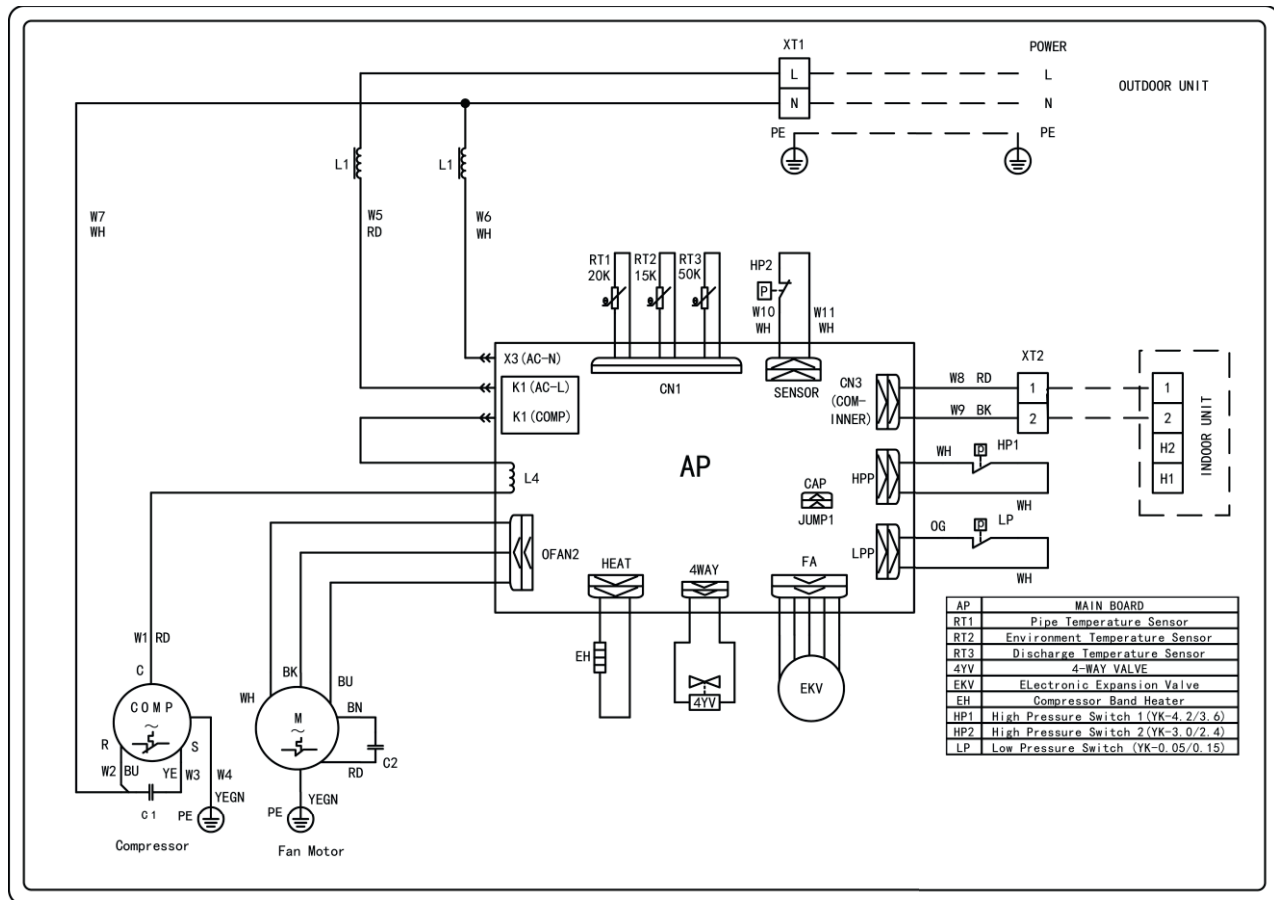 XT1
POWER
L
L
OUTDOOR UNIT
N
N
PE
PE
L1
L1
W7
WH
W5
RD
W6
WH
RT1
20K
RT2
15K
RT3
50K
HP2
P
W10
WH
W11
WH
X3(AC-N)
K1(AC-L)
K1(COMP)
CN1
SENSOR
CN3
(COM-
INNER)
W8 RD
W9 BK
XT2
1
2
1
2
H2
H1
INDOOR UNIT
L4
AP
CAP
JUMP1
HPP
WH
P
HP1
WH
LPP
OG
P
LP
WH
OFAN2
HEAT
4WAY
FA
EH
4YV
EKV
W1 RD
C
COMP
~
R
S
W2 BU
YE W3
W4
YEGN
C1
PE
Compressor
WH
BK
BU
BN
M
~
RD
C2
PE
YEGN
Fan Motor
AP MAIN BOARD
RT1 Pipe Temperature Sensor
RT2 Environment Temperature Sensor
RT3 Discharge Temperature Sensor
4YV 4-WAY VALVE
EKV ELectronic Expansion Valve
EH Compressor Band Heater
HP1 High Pressure Switch 1(YK-4.2/3.6)
HP2 High Pressure Switch 2(YK-3.0/2.4)
LP Low Pressure Switch (YK-0.05/0.15)